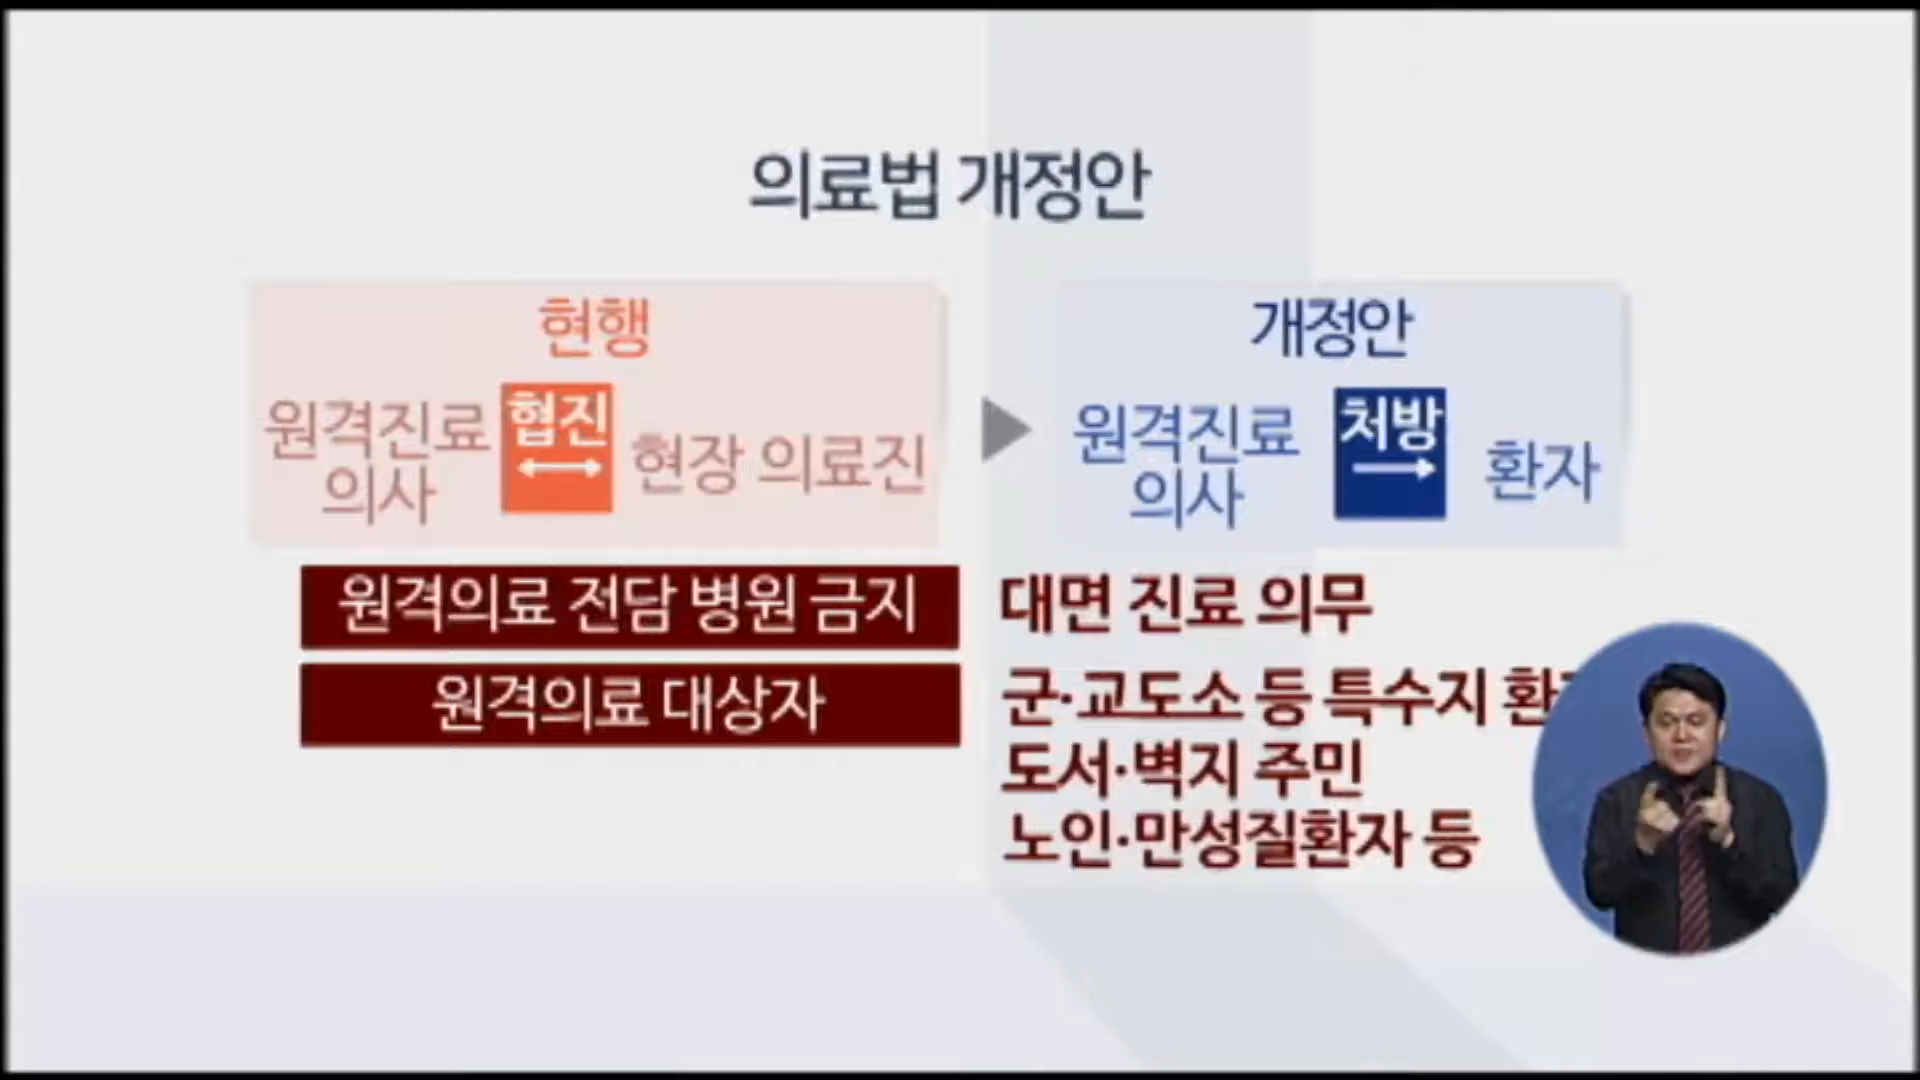 의료법 개정안
현행
원격진료
의사
협진
현장 의료진
개정안
원격진료
의사
처방
환자
원격의료 전담 병원 금지
대면 진료 의무
원격의료 대상자
군·교도소 등 특수지
도서·벽지 주민
노인·만성질환자 등